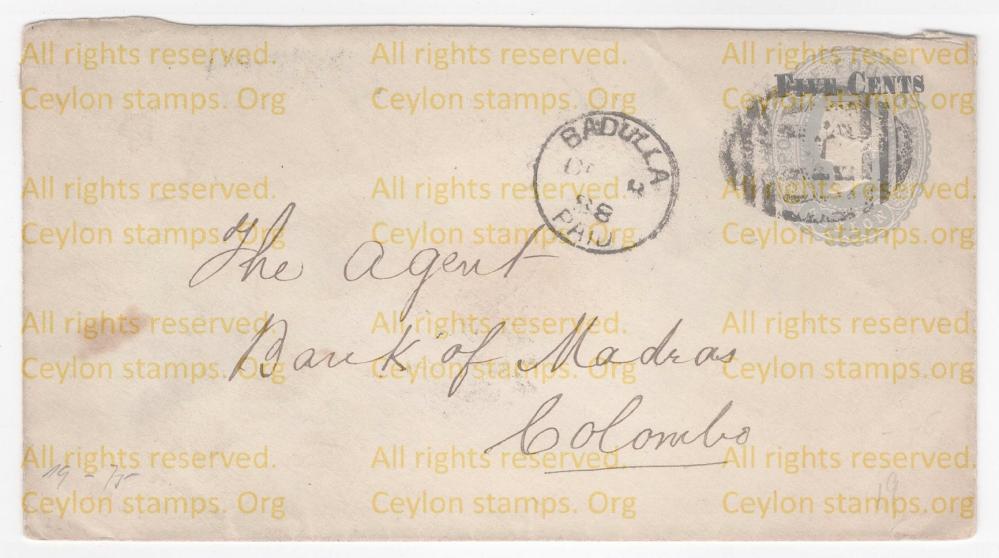 All rights reserved. All rights reserved. All rights reserved.
Ceylon stamps. Org Ceylon stamps. Org Ceylon stamps.org
FIVE CENTS
BADULLA
88
PAID
All rights reserved. All rights reserved. All rights reserved.
Ceylon stamps. Org Ceylon stamps. Org Ceylon stamps.org
The Agent
All rights reserved. All rights reserved. All rights reserved.
Bank of Madras
Ceylon stamps. Org Ceylon stamps. Org Ceylon stamps.org
Colombo
All rights reserved. All rights reserved. All rights reserved.
Ceylon stamps. Org Ceylon stamps. Org Ceylon stamps.org
19